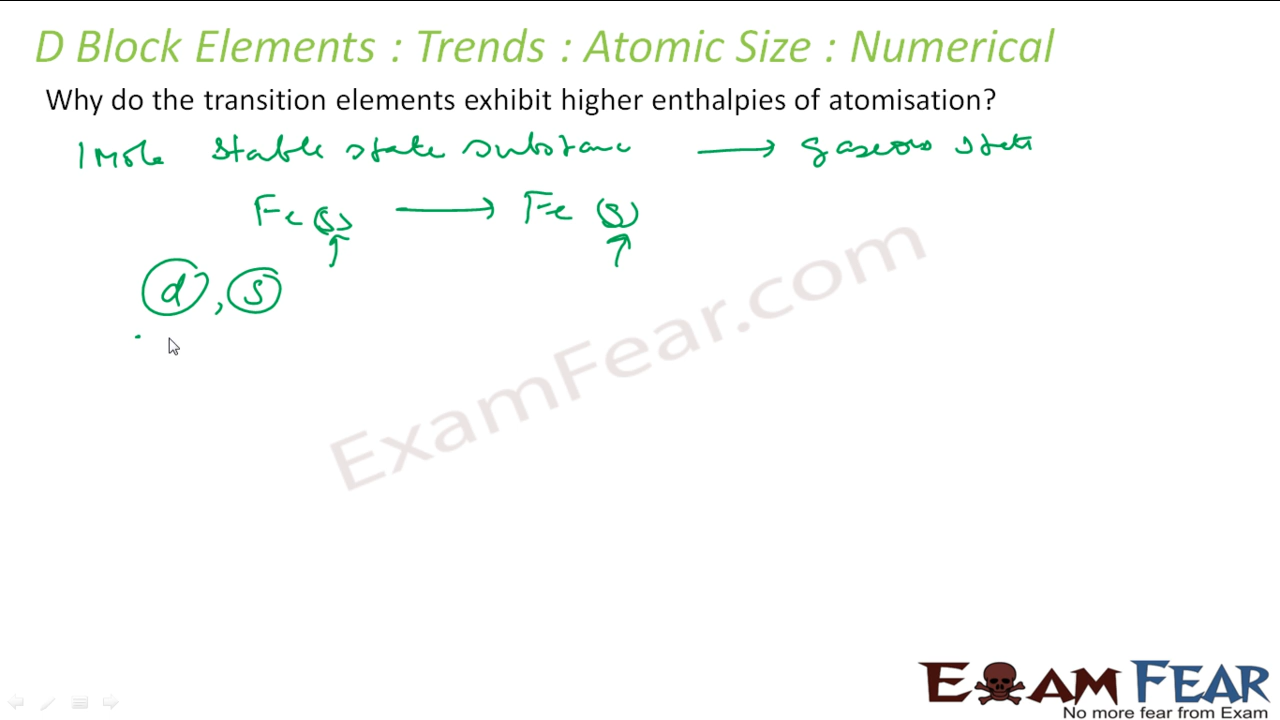 D Block Elements : Trends : Atomic Size : Numerical
Why do the transition elements exhibit higher enthalpies of atomisation?
1 Mole stable state substanc → gaseous state
Fe (s) → Fe (s)
d, s
ExamFear.com
EXAM FEAR
No more fear from Exam